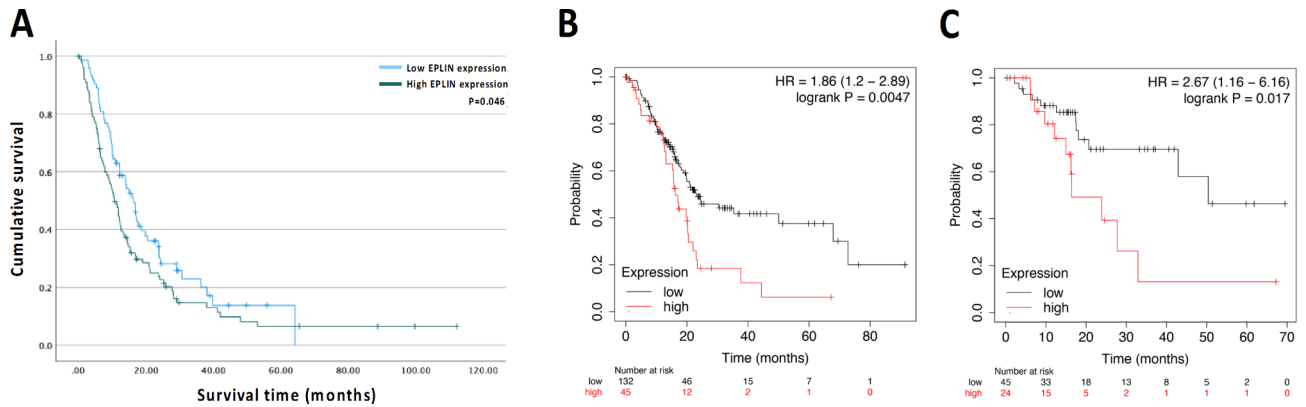 A
Low EPLIN expression
High EPLIN expression
P=0.046
Cumulative survival
1.0
0.8
0.6
0.4
0.2
0.0
.00 20.00 40.00 60.00 80.00 100.00 120.00
Survival time (months)
B
HR = 1.86 (1.2 − 2.89)
logrank P = 0.0047
Probability
1.0
0.8
0.6
0.4
0.2
0.0
Expression
low
high
0 20 40 60 80
Time (months)
Number at risk
low 132 46 15 7 1
high 45 12 2 1 0
C
HR = 2.67 (1.16 − 6.16)
logrank P = 0.017
Probability
1.0
0.8
0.6
0.4
0.2
0.0
Expression
low
high
0 10 20 30 40 50 60 70
Time (months)
Number at risk
low 45 33 18 13 8 5 2 0
high 24 15 5 2 1 1 1 0